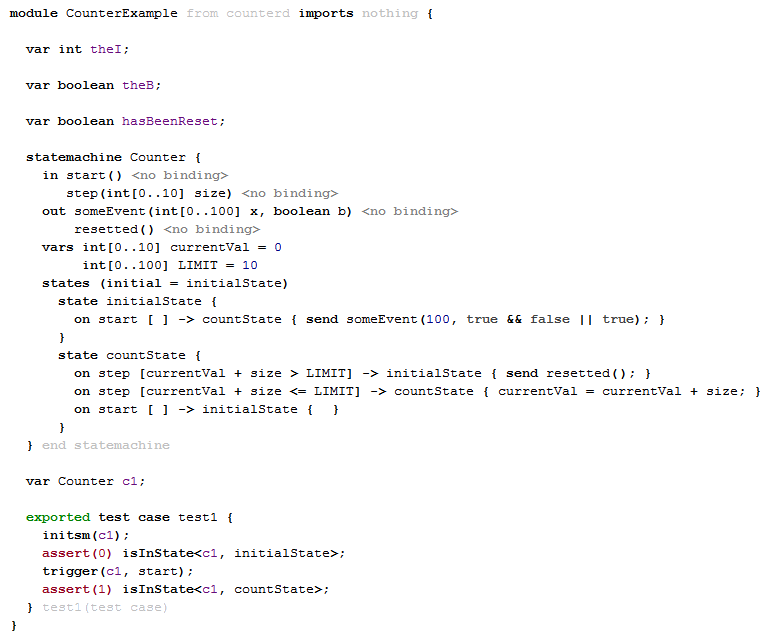 module CounterExample from counterd imports nothing {
var int theI;
var boolean theB;
var boolean hasBeenReset;
statemachine Counter {
in start() <no binding>
step(int[0..10] size) <no binding>
out someEvent(int[0..100] x, boolean b) <no binding>
resetted() <no binding>
vars int[0..10] currentVal = 0
int[0..100] LIMIT = 10
states (initial = initialState)
state initialState {
on start [ ] -> countState { send someEvent(100, true && false || true); }
}
state countState {
on step [currentVal + size > LIMIT] -> initialState { send resetted(); }
on step [currentVal + size <= LIMIT] -> countState { currentVal = currentVal + size; }
on start [ ] -> initialState { }
}
} end statemachine
var Counter c1;
exported test case test1 {
initsm(c1);
assert(0) isInState<c1, initialState>;
trigger(c1, start);
assert(1) isInState<c1, countState>;
} test1(test case)
}